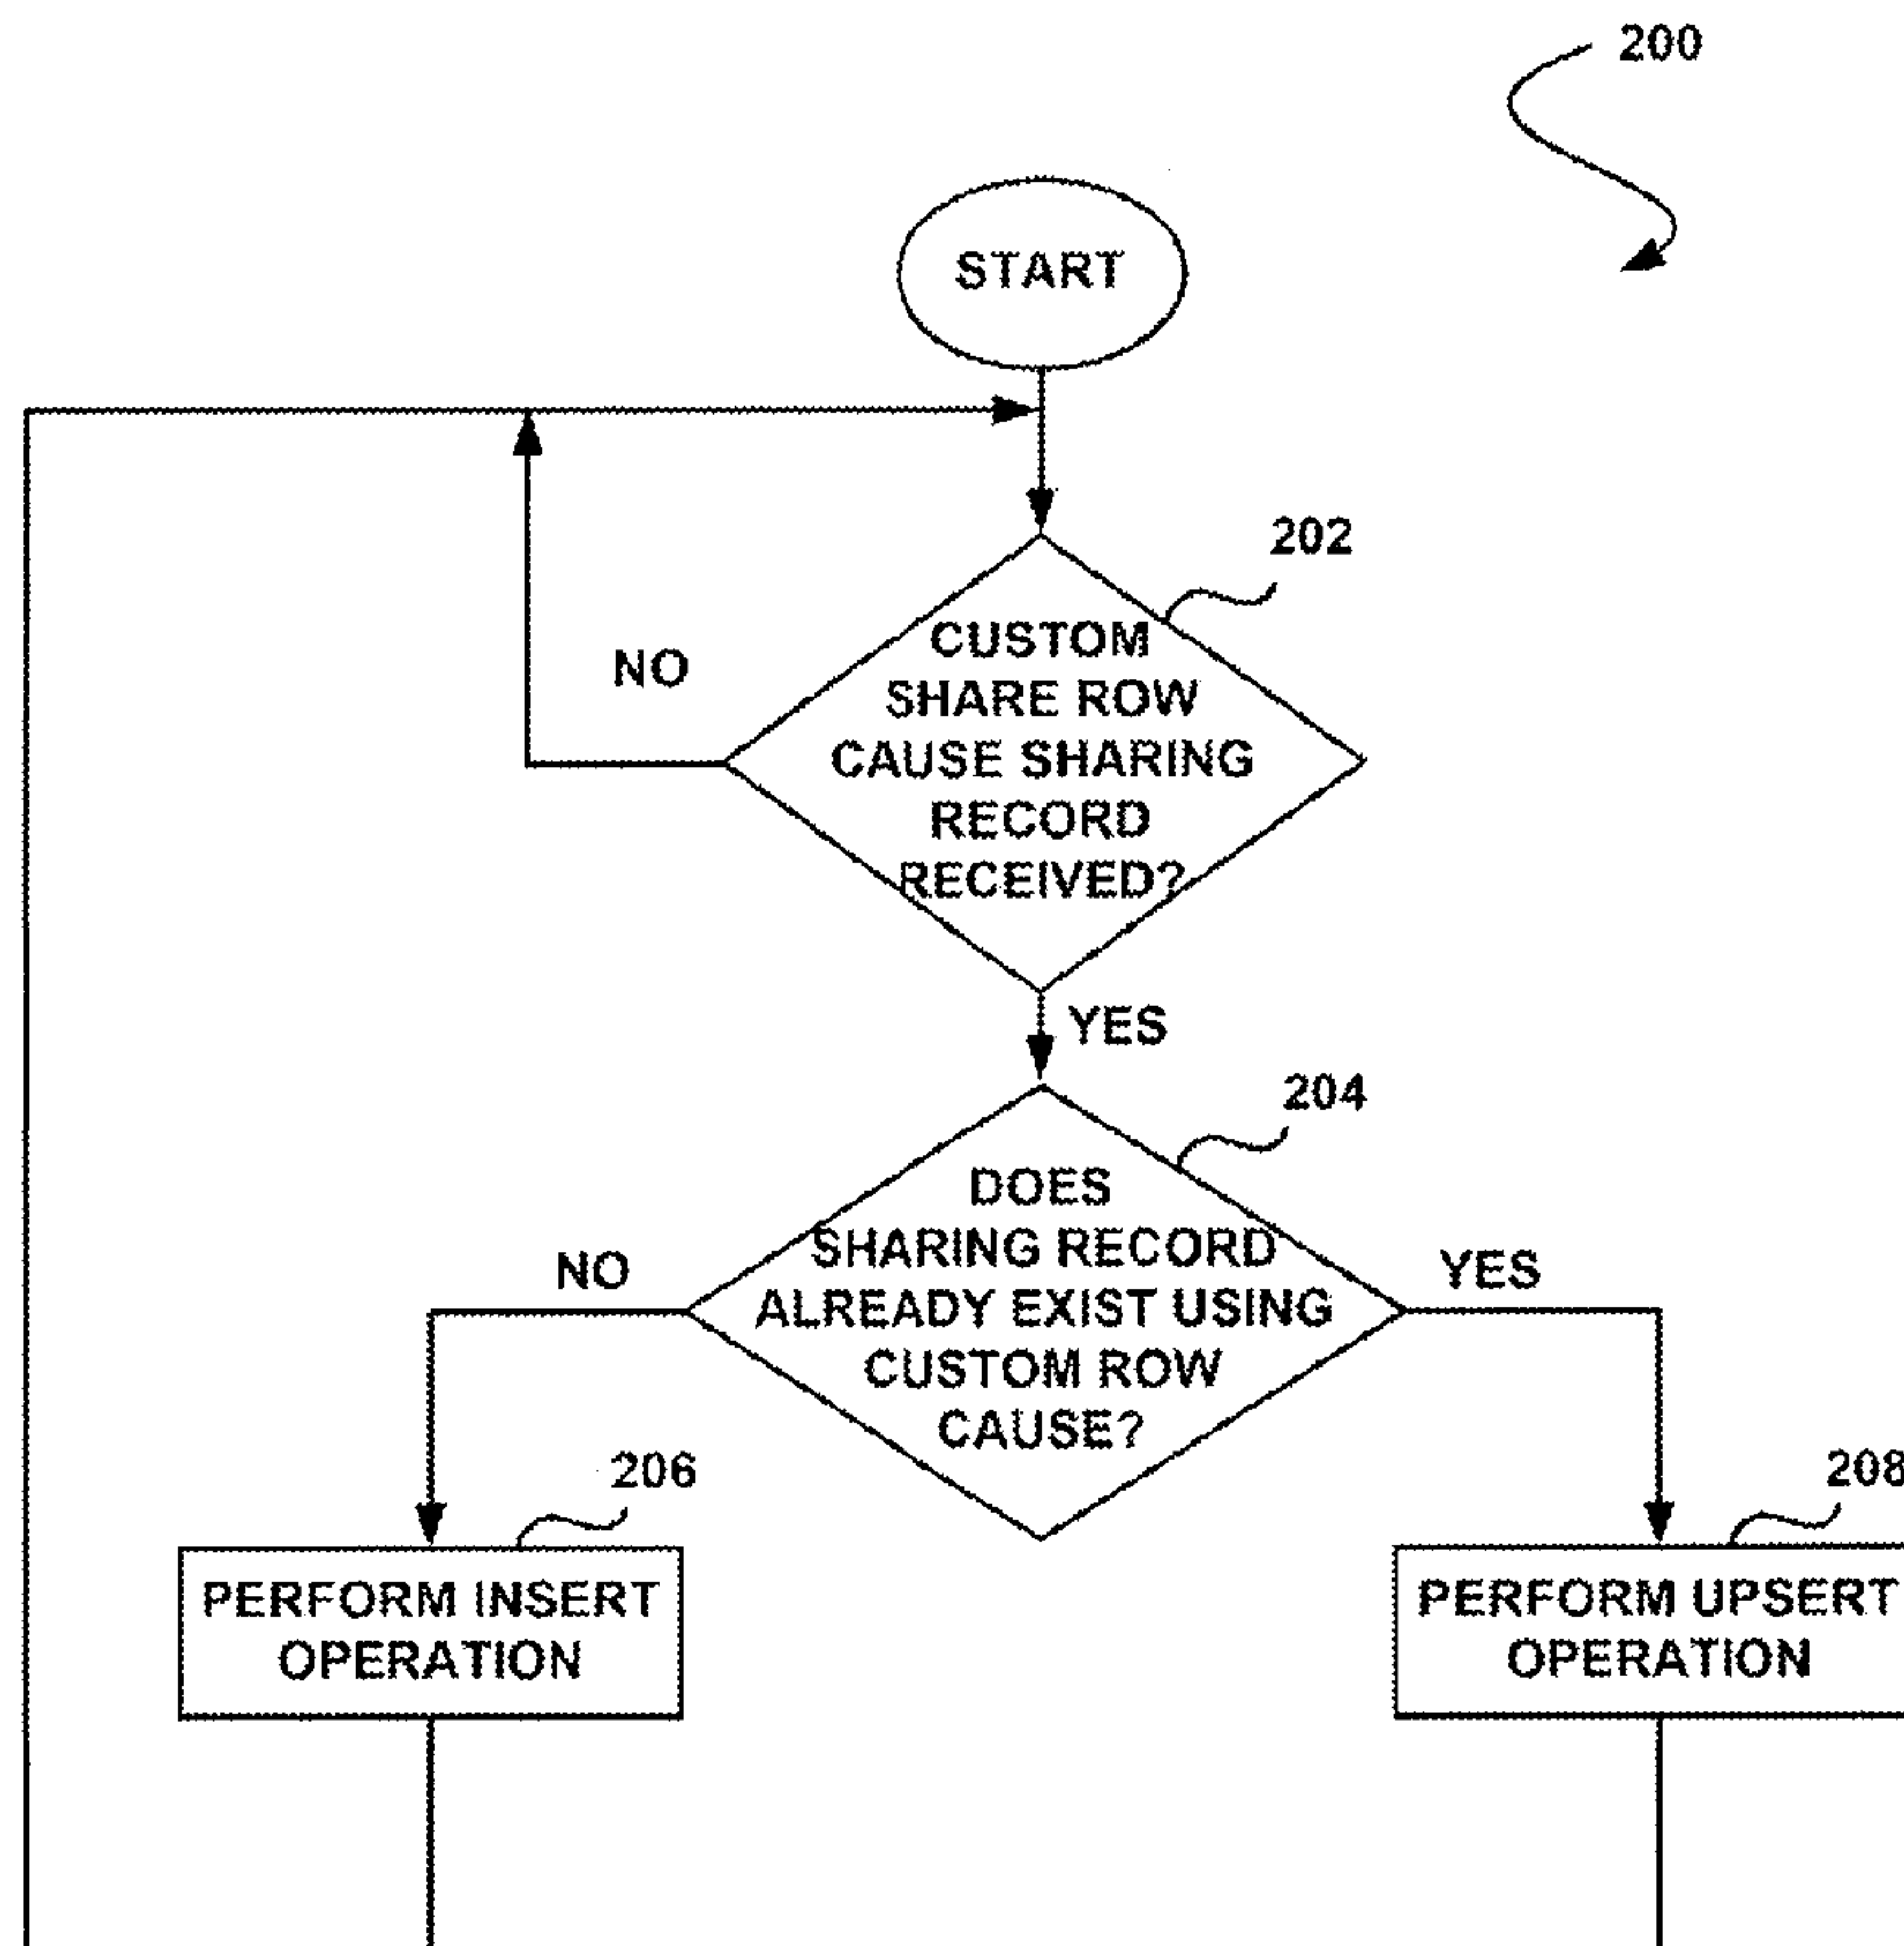 200
START
202
CUSTOM
SHARE ROW
CAUSE SHARING
RECORD
RECEIVED?
NO
YES
204
DOES
SHARING RECORD
ALREADY EXIST USING
CUSTOM ROW
CAUSE?
NO
YES
206
208
PERFORM INSERT
OPERATION
PERFORM UPSERT
OPERATION